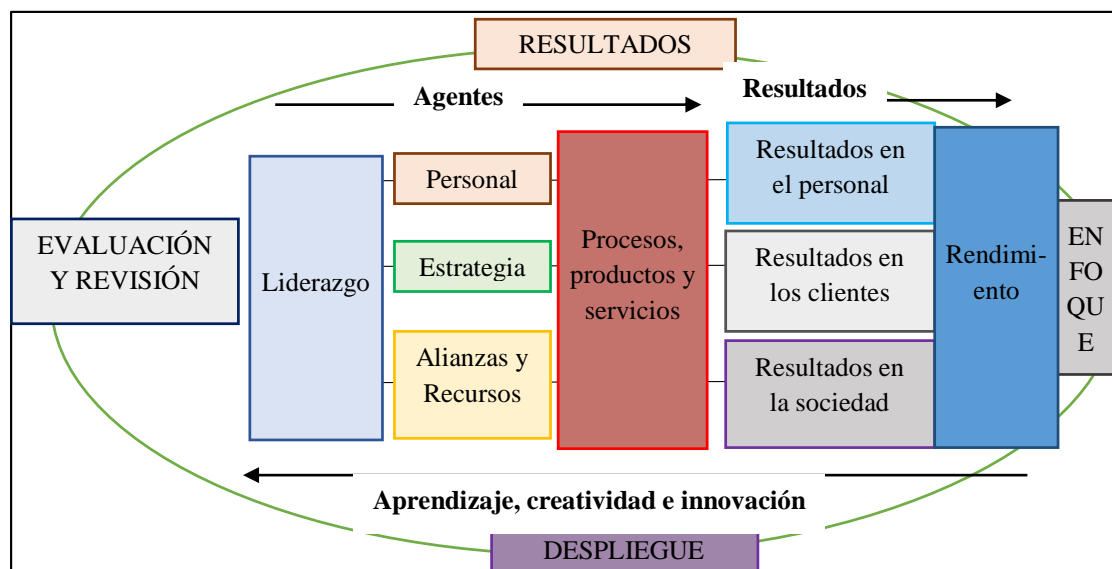 RESULTADOS
Agentes
Resultados
EVALUACIÓN
Y REVISIÓN
Liderazgo
Personal
Estrategia
Alianzas y
Recursos
Procesos,
productos y
servicios
Resultados en
el personal
Resultados en
los clientes
Resultados en
la sociedad
Rendimi-
ento
EN
FO
QU
E
Aprendizaje, creatividad e innovación
DESPLIEGUE